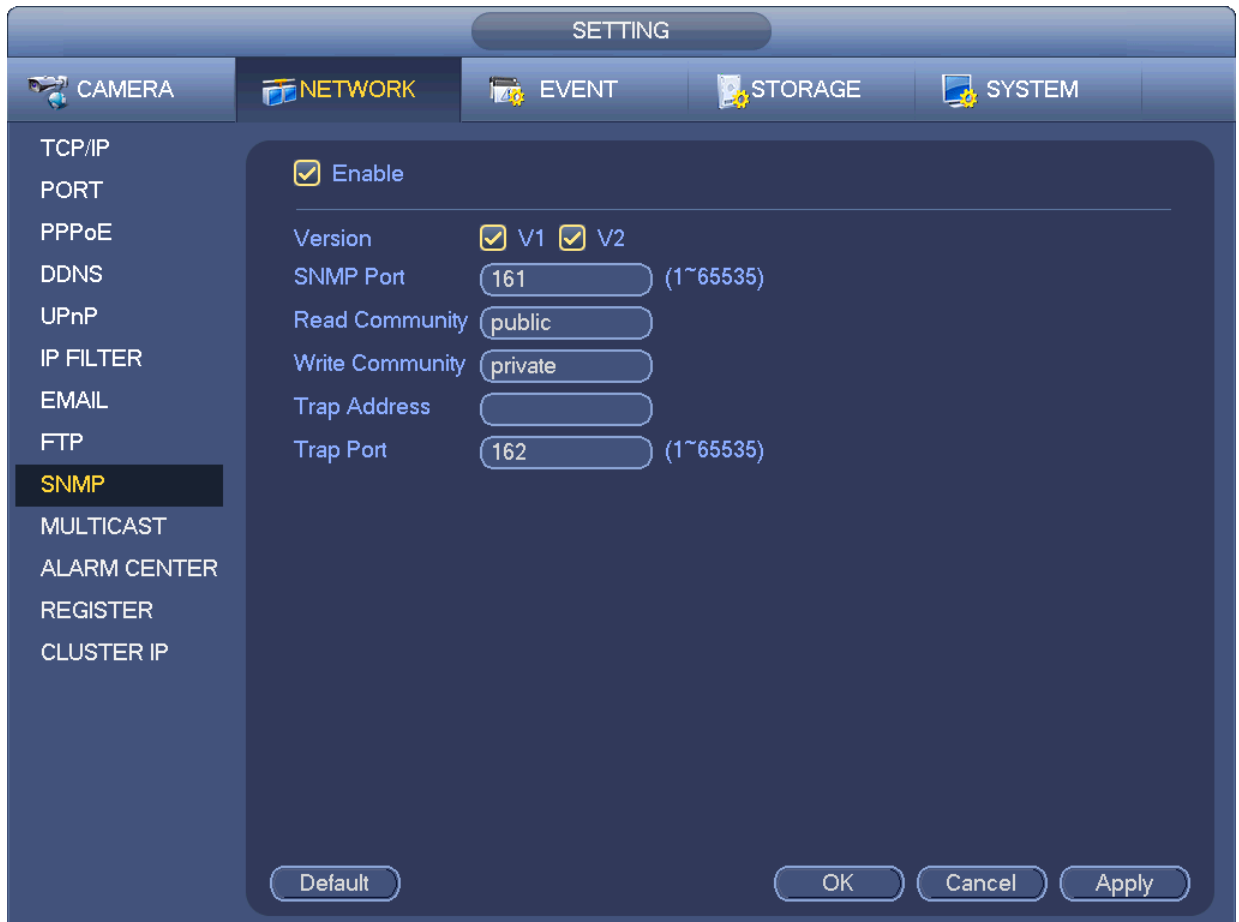 SETTING
CAMERA NETWORK EVENT STORAGE SYSTEM
TCP/IP
PORT
PPPoE
DDNS
UPnP
IP FILTER
EMAIL
FTP
SNMP
MULTICAST
ALARM CENTER
REGISTER
CLUSTER IP
Enable
Version V1 V2
SNMP Port 161 (1~65535)
Read Community public
Write Community private
Trap Address
Trap Port 162 (1~65535)
Default OK Cancel Apply